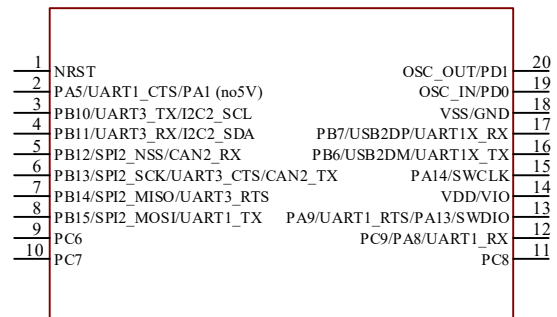 1 NRST
2 PA5/UART1_CTS/PA1 (no5V)
3 PB10/UART3_TX/I2C2_SCL
4 PB11/UART3_RX/I2C2_SDA
5 PB12/SPI2_NSS/CAN2_RX
6 PB13/SPI2_SCK/UART3_CTS/CAN2_TX
7 PB14/SPI2_MISO/UART3_RTS
8 PB15/SPI2_MOSI/UART1_TX
9 PC6
10 PC7
OSC_OUT/PD1 20
OSC_IN/PD0 19
VSS/GND 18
PB7/USB2DP/UART1X_RX 17
PB6/USB2DM/UART1X_TX 16
PA14/SWCLK 15
VDD/VIO 14
PA9/UART1_RTS/PA13/SWDIO 13
PC9/PA8/UART1_RX 12
PC8 11